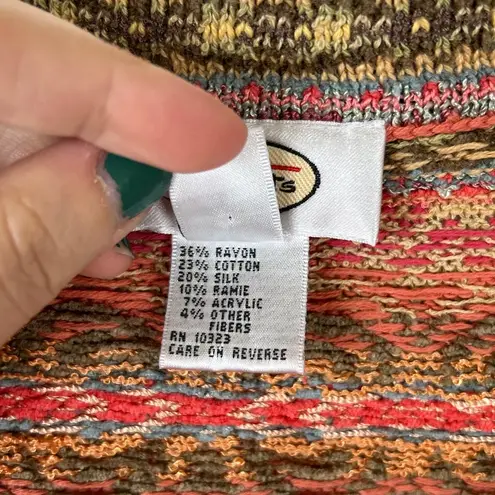 's
36% RAYON
23% COTTON
20% SILK
10% RAMIE
7% ACRYLIC
4% OTHER
FIBERS
RN 10323
CARE ON REVERSE